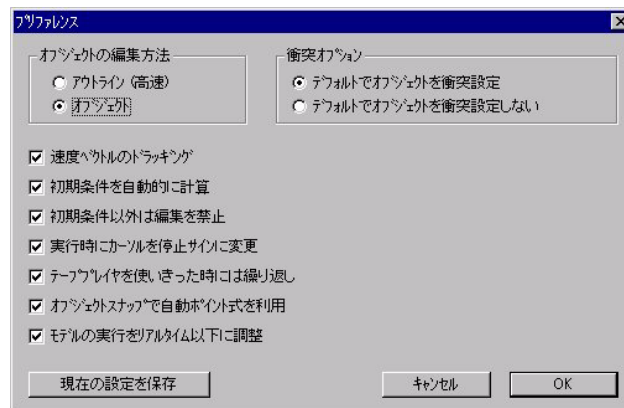 プリファレンス
オブジェクトの編集方法
アウトライン (高速)
オブジェクト
衝突オプション
デフォルトでオブジェクトを衝突設定
デフォルトでオブジェクトを衝突設定しない
速度ベクトルのドラッギング
初期条件を自動的に計算
初期条件以外は編集を禁止
実行時にカーソルを停止サインに変更
テーププレイヤを使いきった時には繰り返し
オブジェクトスナップで自動ポイント式を利用
モデルの実行をリアルタイム以下に調整
現在の設定を保存
キャンセル
OK